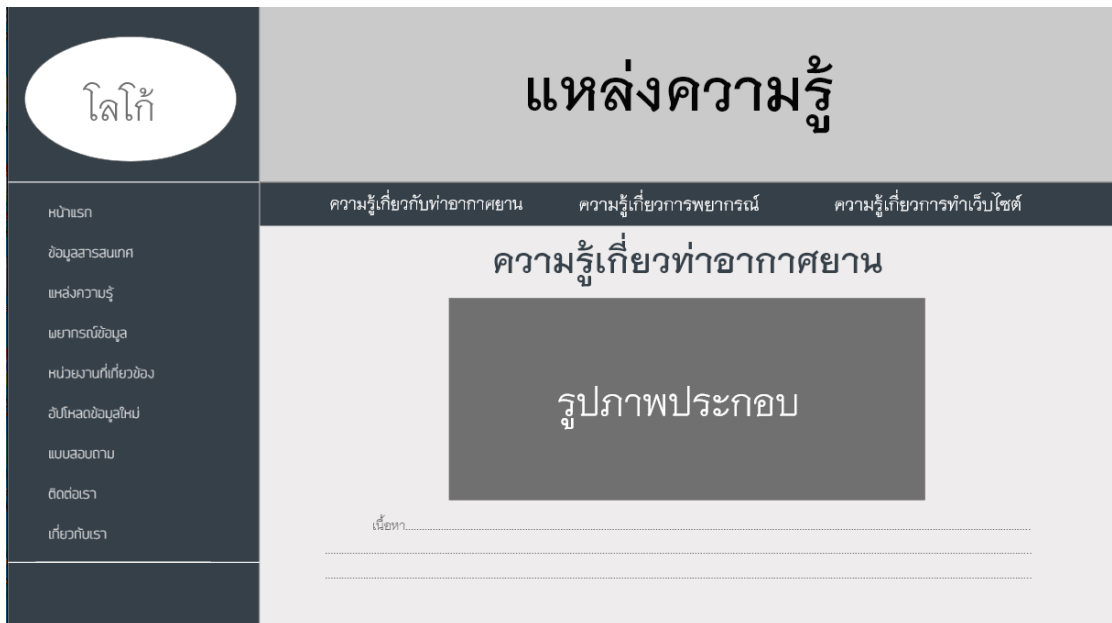 โลโก้
แหล่งความรู้
หน้าแรก
ข้อมูลสารสนเทศ
แหล่งความรู้
พยากรณ์ข้อมูล
หน่วยงานที่เกี่ยวข้อง
อัปโหลดข้อมูลใหม่
แบบสอบถาม
ติดต่อเรา
เกี่ยวกับเรา
ความรู้เกี่ยวกับท่าอากาศยาน ความรู้เกี่ยวการพยากรณ์ ความรู้เกี่ยวการทำเว็บไซต์
ความรู้เกี่ยวท่าอากาศยาน
รูปภาพประกอบ
เนื้อหา